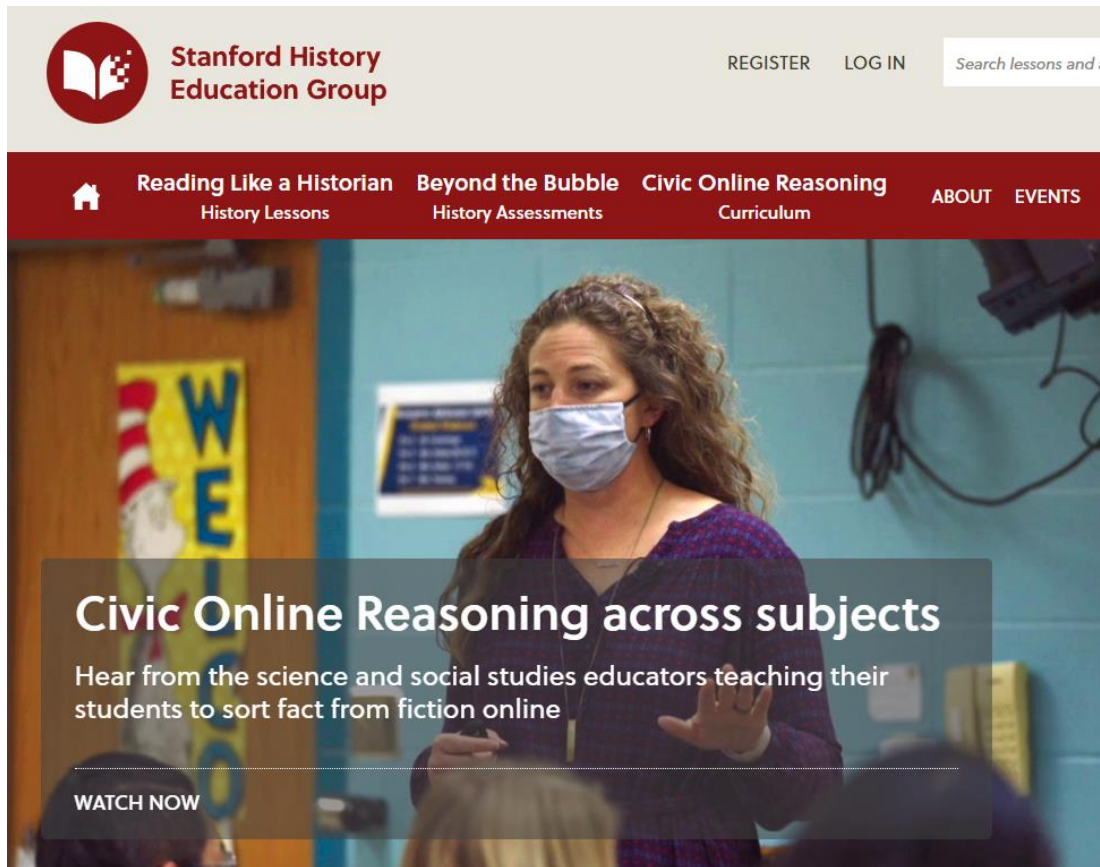 Stanford History
Education Group
REGISTER LOG IN Search lessons and
Reading Like a Historian Beyond the Bubble Civic Online Reasoning
History Lessons History Assessments Curriculum
ABOUT EVENTS
WELCO
Civic Online Reasoning across subjects
Hear from the science and social studies educators teaching their
students to sort fact from fiction online
WATCH NOW